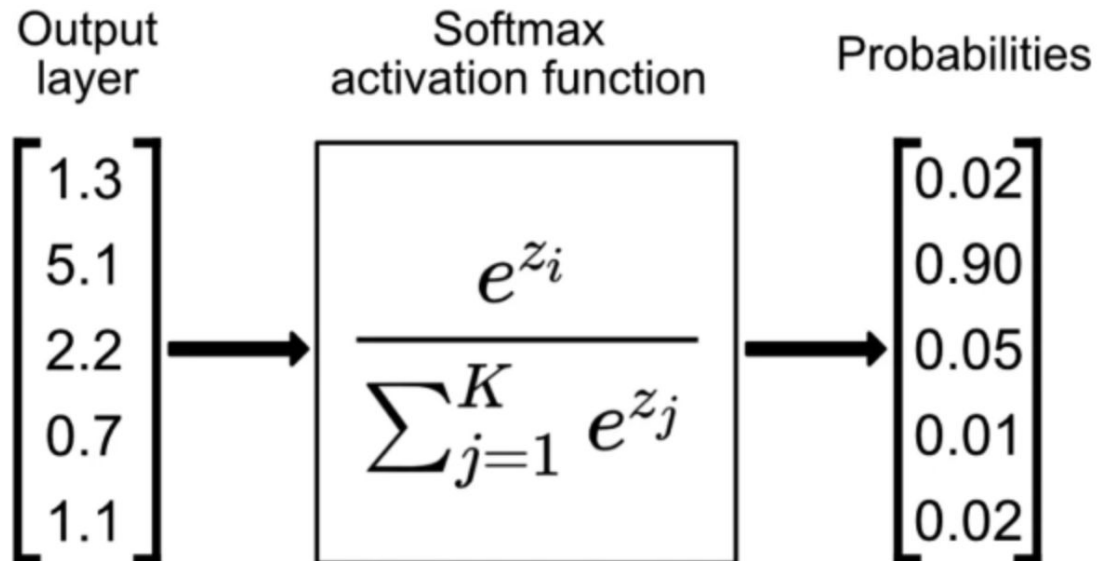 Output
layer
Softmax
activation function
Probabilities
1.3
5.1
2.2
0.7
1.1
e^{z_i}
∑_{j=1}^{K} e^{z_j}
0.02
0.90
0.05
0.01
0.02